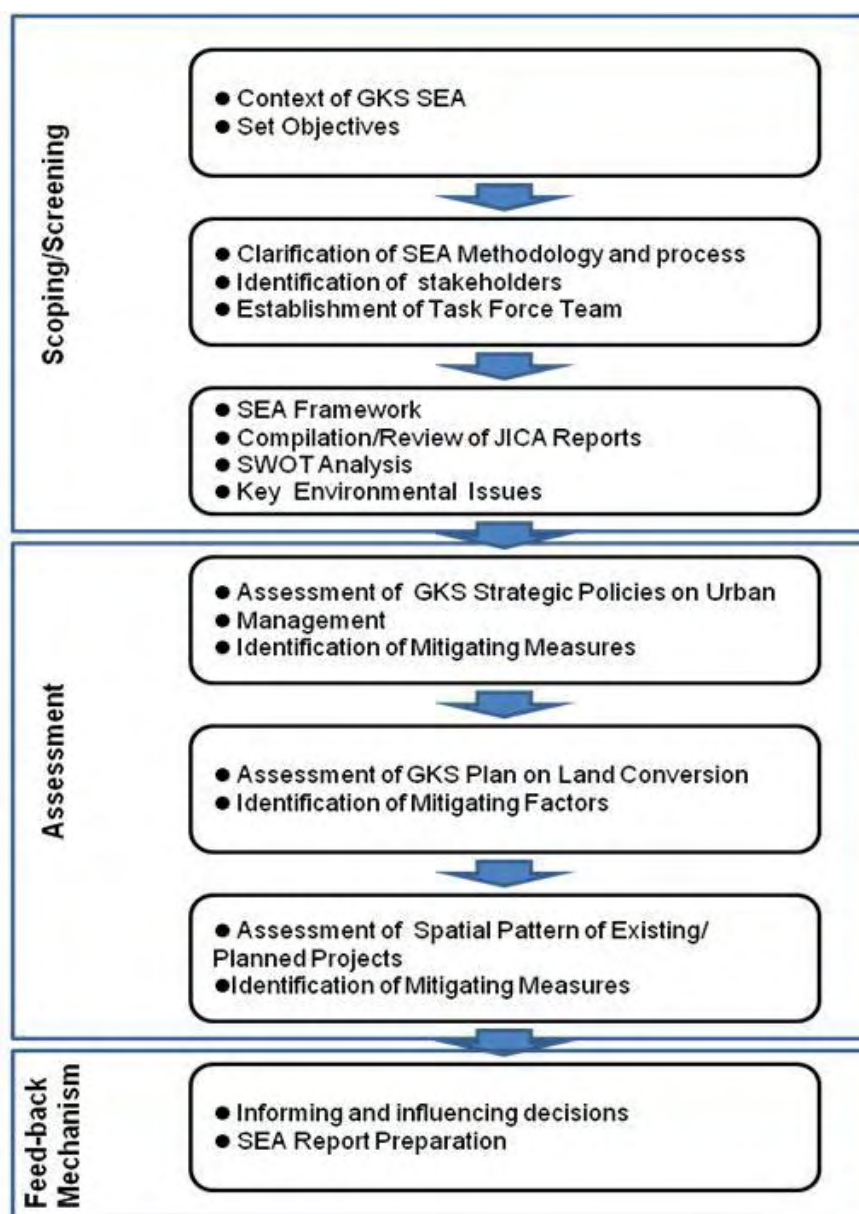 Scoping/Screening
● Context of GKS SEA
● Set Objectives
● Clarification of SEA Methodology and process
● Identification of stakeholders
● Establishment of Task Force Team
● SEA Framework
● Compilation/Review of JICA Reports
● SWOT Analysis
● Key Environmental Issues
Assessment
● Assessment of GKS Strategic Policies on Urban
● Management
● Identification of Mitigating Measures
● Assessment of GKS Plan on Land Conversion
● Identification of Mitigating Factors
● Assessment of Spatial Pattern of Existing/
Planned Projects
●Identification of Mitigating Measures
Feed-back
Mechanism
● Informing and influencing decisions
● SEA Report Preparation